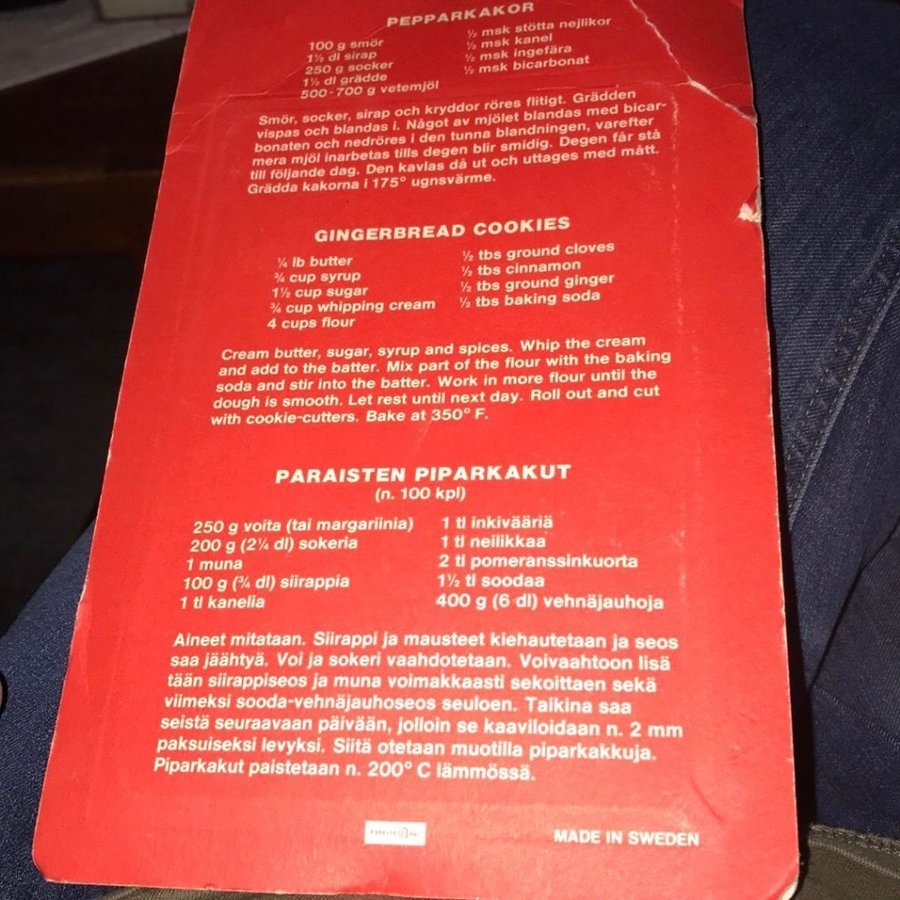 PEPPARKAKOR
100 g smör
1½ dl sirap
250 g socker
1½ dl grädde
500-700 g vetemjöl
½ msk stötta nejlikor
½ msk kanel
½ msk ingefära
½ msk bicarbonat
Smör, socker, sirap och kryddor röres flitigt. Grädden
vispas och blandas i. Något av mjölet blandas med bicar-
bonaten och nedröres i den tunna blandningen, varefter
mera mjöl inarbetas tills degen blir smidig. Degen får stå
till följande dag. Den kavlas då ut och uttages med mått.
Grädda kakorna i 175° ugnsvärme.
GINGERBREAD COOKIES
¼ lb butter
¾ cup syrup
1½ cup sugar
¾ cup whipping cream
4 cups flour
½ tbs ground cloves
½ tbs cinnamon
½ tbs ground ginger
½ tbs baking soda
Cream butter, sugar, syrup and spices. Whip the cream
and add to the batter. Mix part of the flour with the baking
soda and stir into the batter. Work in more flour until the
dough is smooth. Let rest until next day. Roll out and cut
with cookie-cutters. Bake at 350° F.
PARAISTEN PIPARKAKUT
(n. 100 kpl)
250 g voita (tai margariinia)
200 g (2¼ dl) sokeria
1 muna
100 g (¾ dl) siirappia
1 tl kanelia
1 tl inkivääriä
1 tl neilikkaa
2 tl pomeranssinkuorta
1½ tl soodaa
400 g (6 dl) vehnäjauhoja
Aineet mitataan. Siirappi ja mausteet kiehautetaan ja seos
saa jäähtyä. Voi ja sokeri vaahdotetaan. Voivaahtoon lisä
tään siirappiseos ja muna voimakkaasti sekoittaen sekä
viimeksi sooda-vehnäjauhoseos seuloen. Taikina saa
seistä seuraavaan päivään, jolloin se kaaviloidaan n. 2 mm
paksuiseksi levyksi. Siitä otetaan muotilla piparkakkuja.
Piparkakut paistetaan n. 200° C lämmössä.
MADE IN SWEDEN